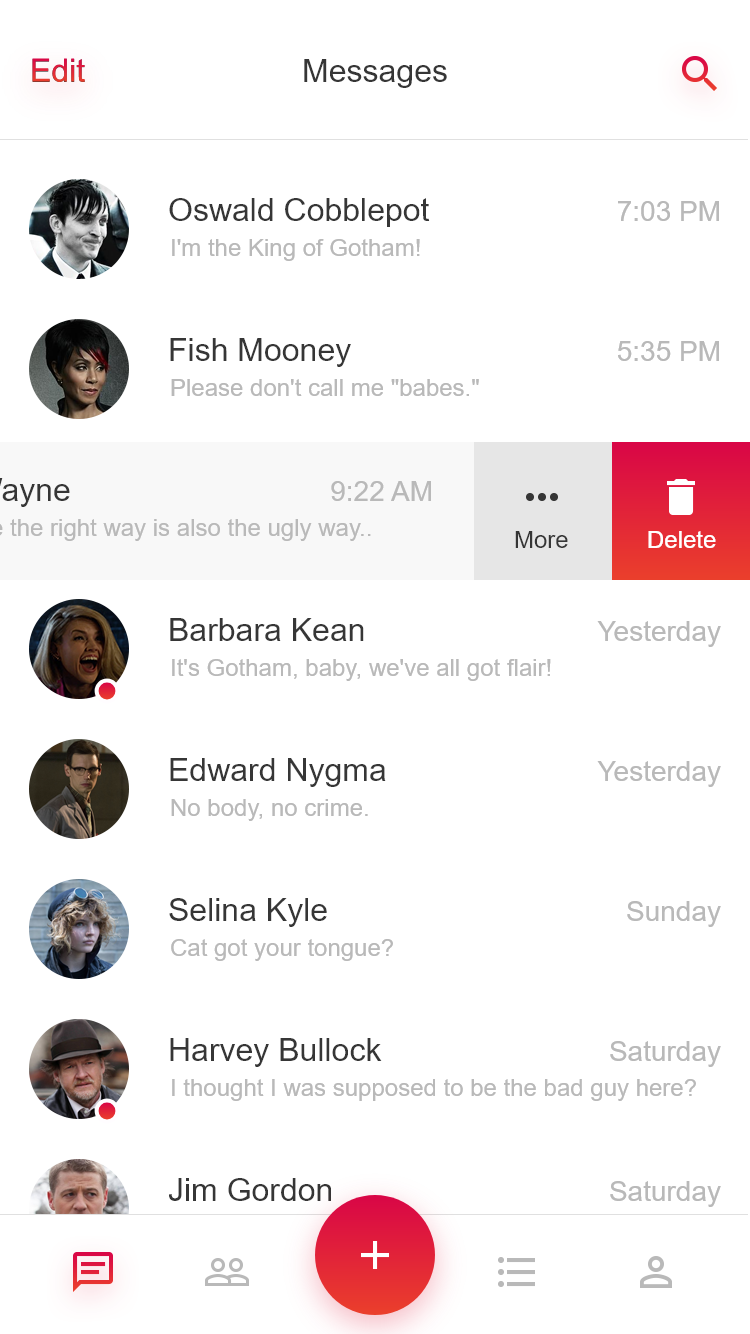 Edit Messages
Oswald Cobblepot 7:03 PM
I'm the King of Gotham!
Fish Mooney 5:35 PM
Please don't call me "babes."
ayne 9:22 AM
the right way is also the ugly way..
More Delete
Barbara Kean Yesterday
It's Gotham, baby, we've all got flair!
Edward Nygma Yesterday
No body, no crime.
Selina Kyle Sunday
Cat got your tongue?
Harvey Bullock Saturday
I thought I was supposed to be the bad guy here?
Jim Gordon Saturday